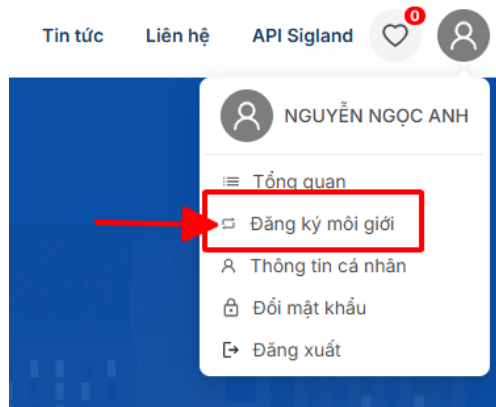 Tin tức Liên hệ API Sigland 0
NGUYỄN NGỌC ANH
Tổng quan
Đăng ký môi giới
Thông tin cá nhân
Đổi mật khẩu
Đăng xuất